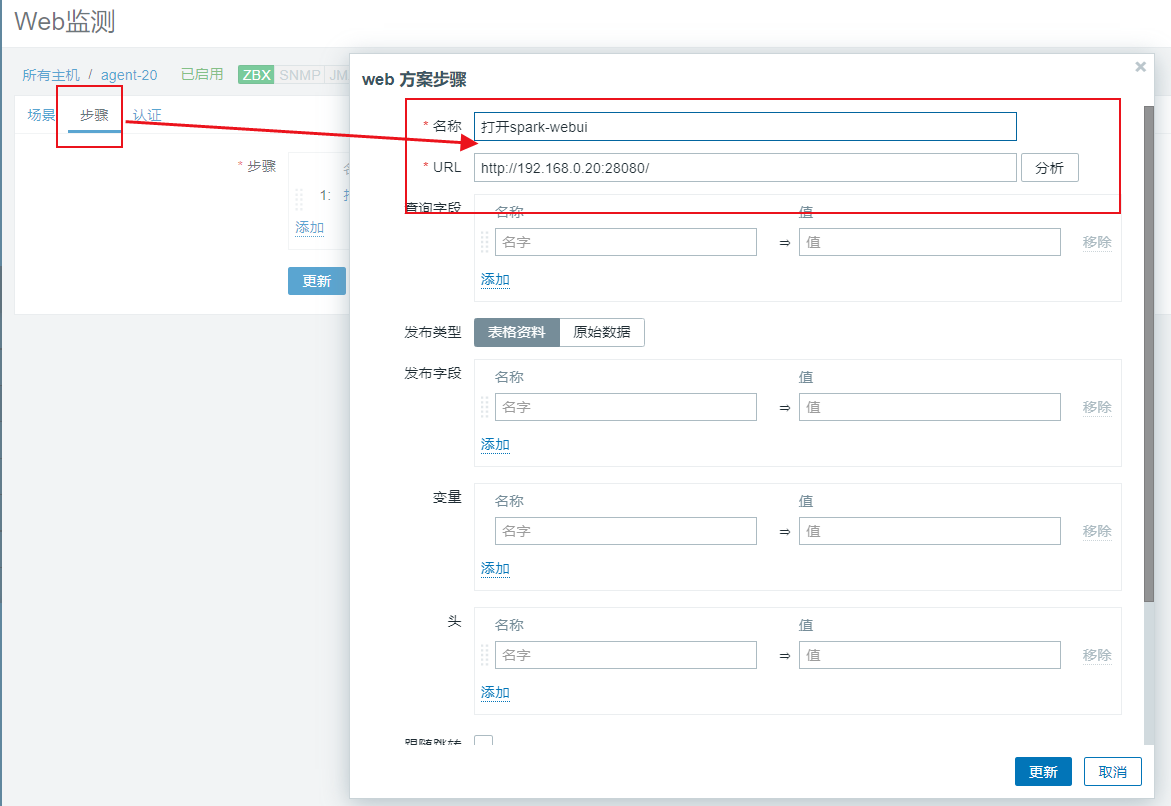 Web监测
所有主机 / agent-20 已启用 ZBX SNMP JM
场景 步骤 认证
* 步骤
1:
添加
更新
web 方案步骤
* 名称 打开spark-webui
* URL http://192.168.0.20:28080/ 分析
查询字段 名称 值
名字 ⇒ 值 移除
添加
发布类型 表格资料 原始数据
发布字段 名称 值
名字 ⇒ 值 移除
添加
变量 名称 值
名字 ⇒ 值 移除
添加
头 名称 值
名字 ⇒ 值 移除
添加
跟随跳转
更新 取消